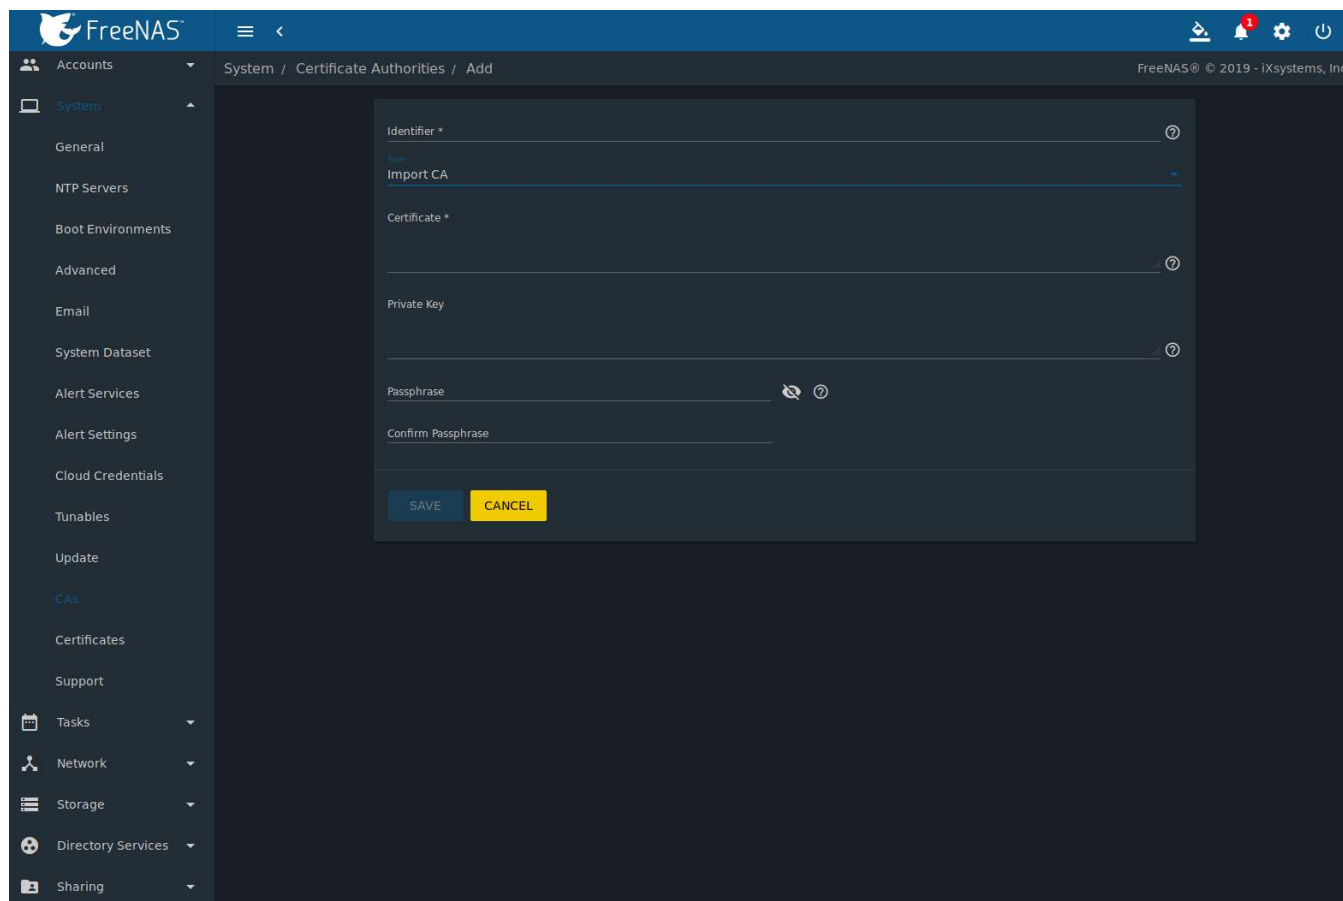 FreeNAS
1
Accounts
System / Certificate Authorities / Add
FreeNAS® © 2019 - iXsystems, Inc
System
General
NTP Servers
Boot Environments
Advanced
Email
System Dataset
Alert Services
Alert Settings
Cloud Credentials
Tunables
Update
CAs
Certificates
Support
Tasks
Network
Storage
Directory Services
Sharing
Identifier *
Type
Import CA
Certificate *
Private Key
Passphrase
Confirm Passphrase
SAVE
CANCEL